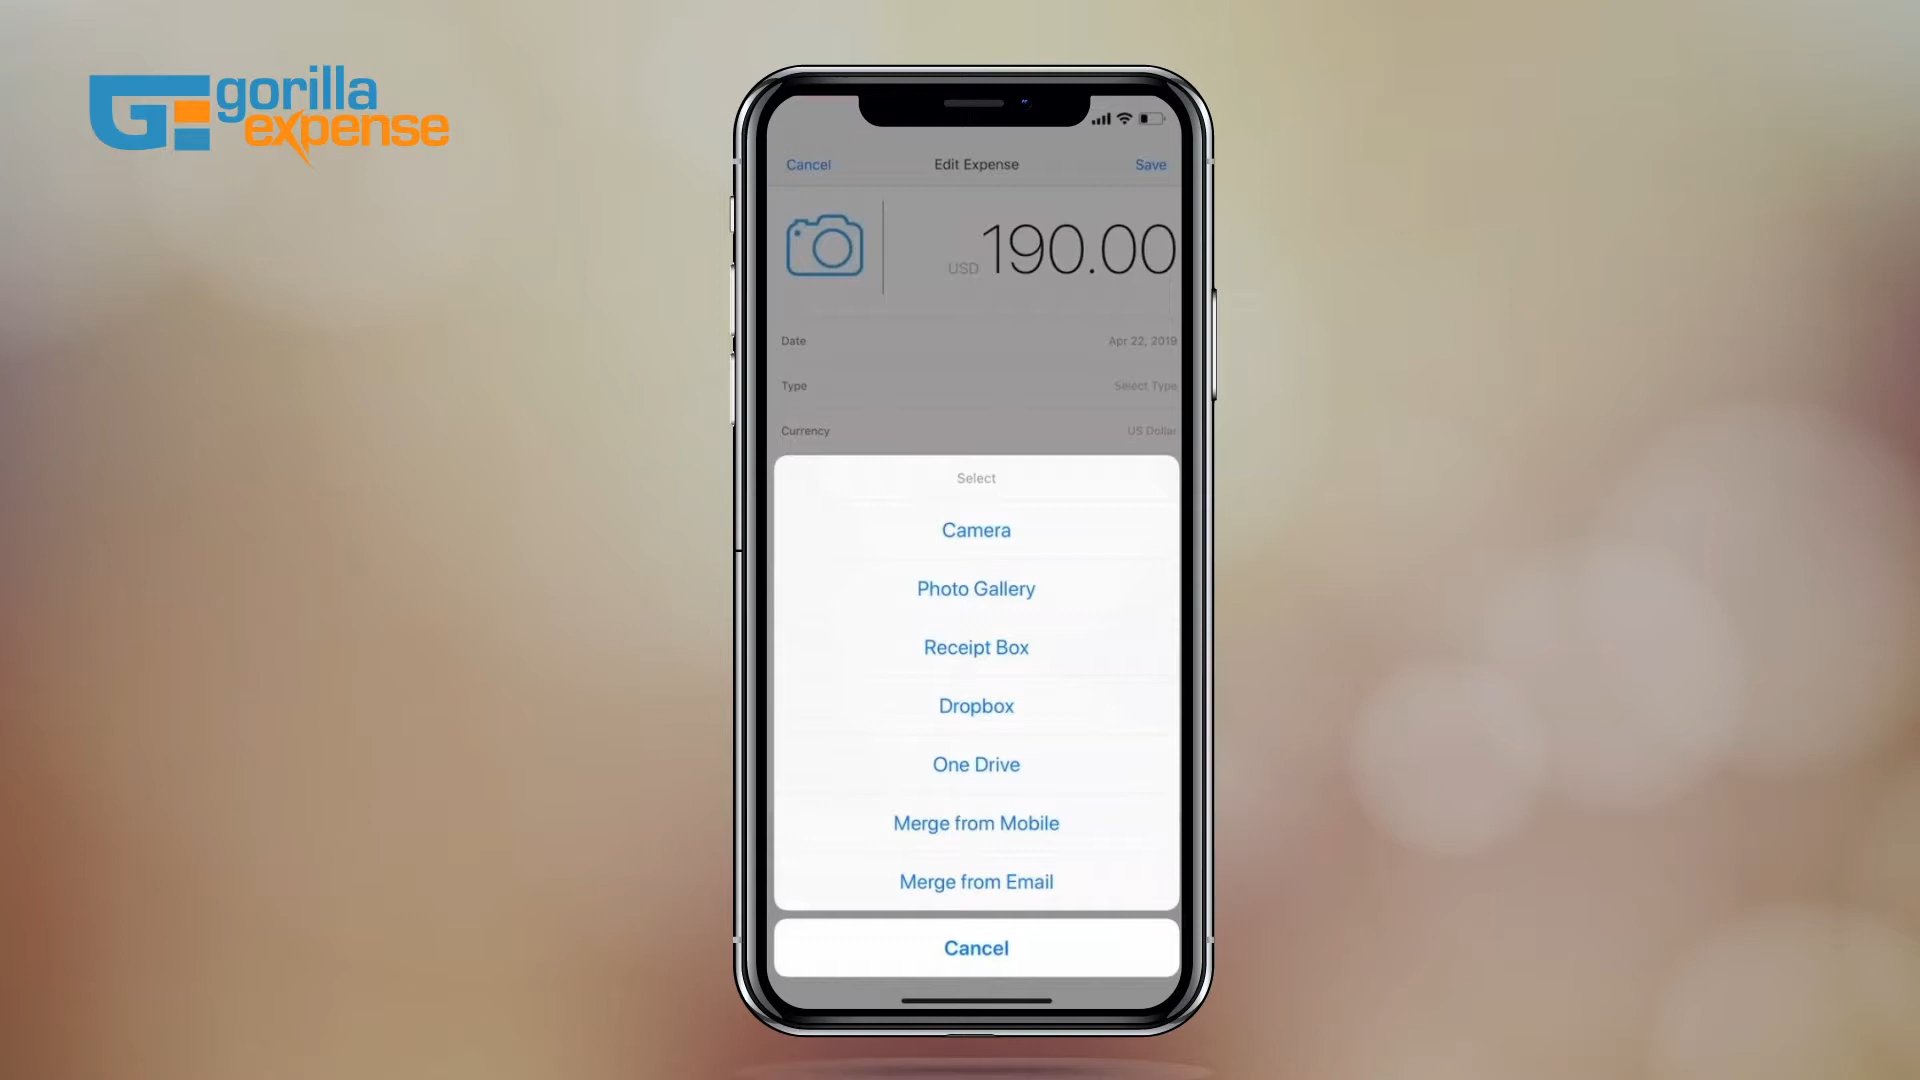 gorilla
expense
Cancel Edit Expense Save
USD 190.00
Date Apr 22, 2019
Type Select Type
Currency US Dollar
Select
Camera
Photo Gallery
Receipt Box
Dropbox
One Drive
Merge from Mobile
Merge from Email
Cancel